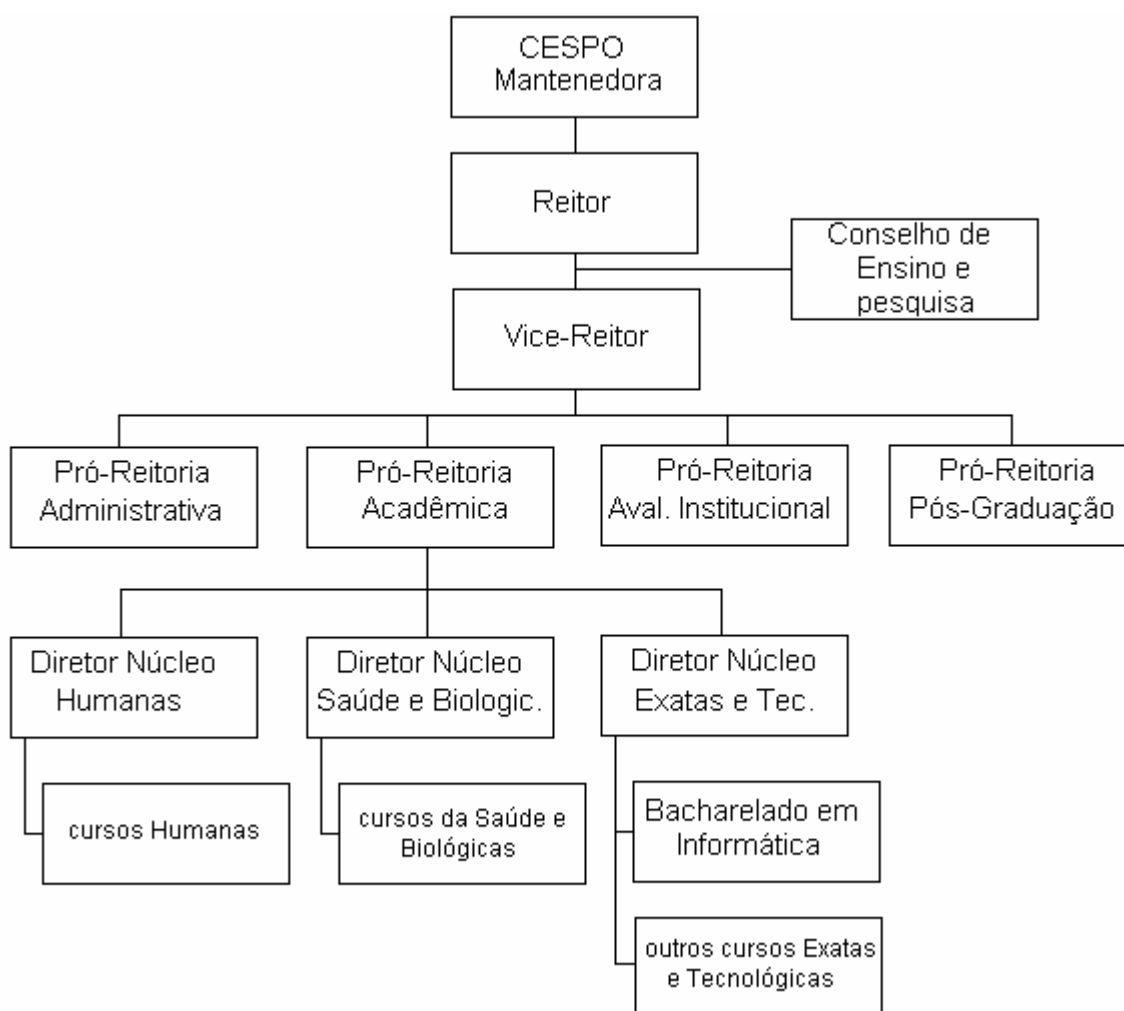 CESPO
Mantenedora
Reitor
Conselho de
Ensino e
pesquisa
Vice-Reitor
Pró-Reitoria
Administrativa
Pró-Reitoria
Acadêmica
Pró-Reitoria
Aval. Institucional
Pró-Reitoria
Pós-Graduação
Diretor Núcleo
Humanas
Diretor Núcleo
Saúde e Biologic.
Diretor Núcleo
Exatas e Tec.
cursos Humanas
cursos da Saúde e
Biológicas
Bacharelado em
Informática
outros cursos Exatas
e Tecnológicas